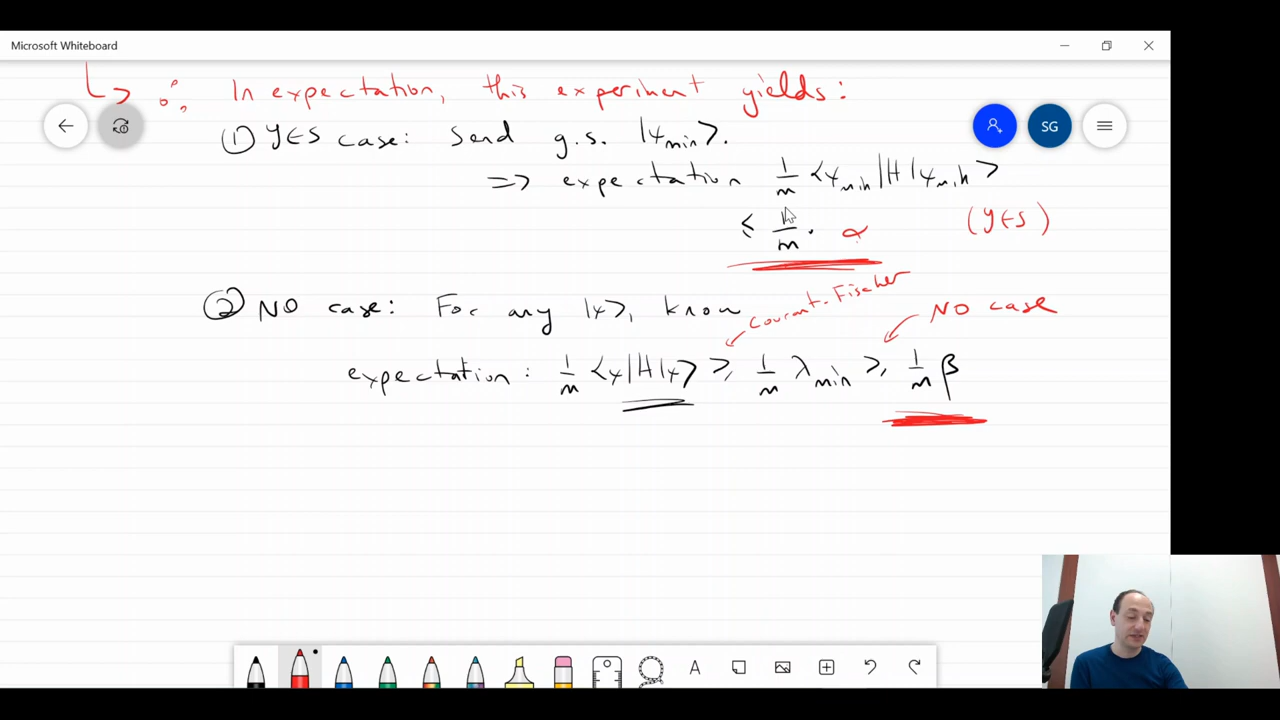 Microsoft Whiteboard
↳ ∴ In expectation, this experiment yields:
① YES case: Send g.s. |ψmin>.
=> expectation 1/m <ψmin|H|ψmin>
≤ 1/m · α (YES)
② NO case: For any |ψ>, know
Courant-Fischer
NO case
expectation: 1/m <ψ|H|ψ> ≥ 1/m λmin ≥ 1/m β
SG
A